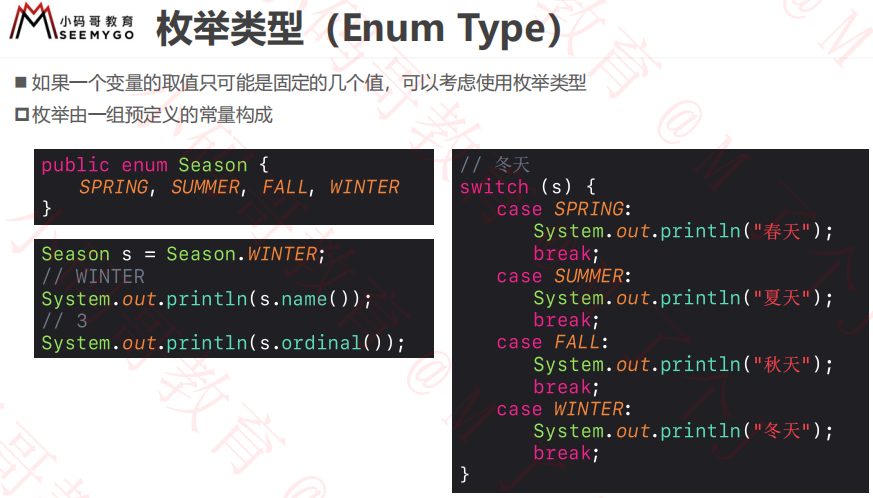 小码哥教育
SEEMYGO
枚举类型（Enum Type）
如果一个变量的取值只可能是固定的几个值，可以考虑使用枚举类型
枚举由一组预定义的常量构成
public enum Season {
    SPRING, SUMMER, FALL, WINTER
}
Season s = Season.WINTER;
// WINTER
System.out.println(s.name());
// 3
System.out.println(s.ordinal());
// 冬天
switch (s) {
    case SPRING:
        System.out.println("春天");
        break;
    case SUMMER:
        System.out.println("夏天");
        break;
    case FALL:
        System.out.println("秋天");
        break;
    case WINTER:
        System.out.println("冬天");
        break;
}